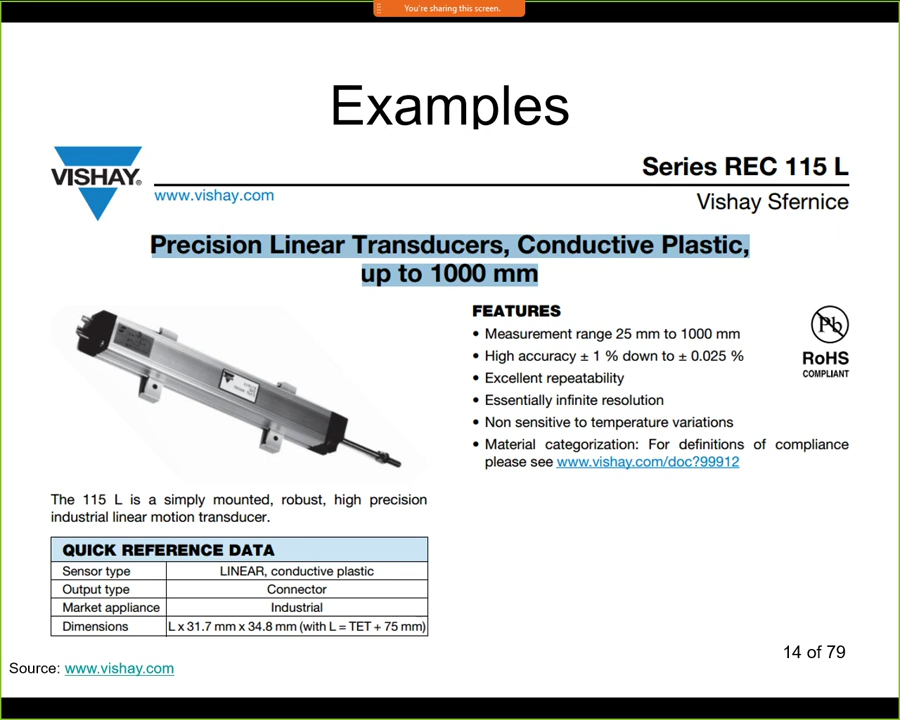 You're sharing this screen.
Examples
VISHAY®
Series REC 115 L
www.vishay.com
Vishay Sfernice
Precision Linear Transducers, Conductive Plastic,
up to 1000 mm
FEATURES
• Measurement range 25 mm to 1000 mm
• High accuracy ± 1 % down to ± 0.025 %
• Excellent repeatability
• Essentially infinite resolution
• Non sensitive to temperature variations
• Material categorization: For definitions of compliance
please see www.vishay.com/doc?99912
Pb
RoHS
COMPLIANT
The 115 L is a simply mounted, robust, high precision
industrial linear motion transducer.
QUICK REFERENCE DATA
Sensor type LINEAR, conductive plastic
Output type Connector
Market appliance Industrial
Dimensions L x 31.7 mm x 34.8 mm (with L = TET + 75 mm)
14 of 79
Source: www.vishay.com